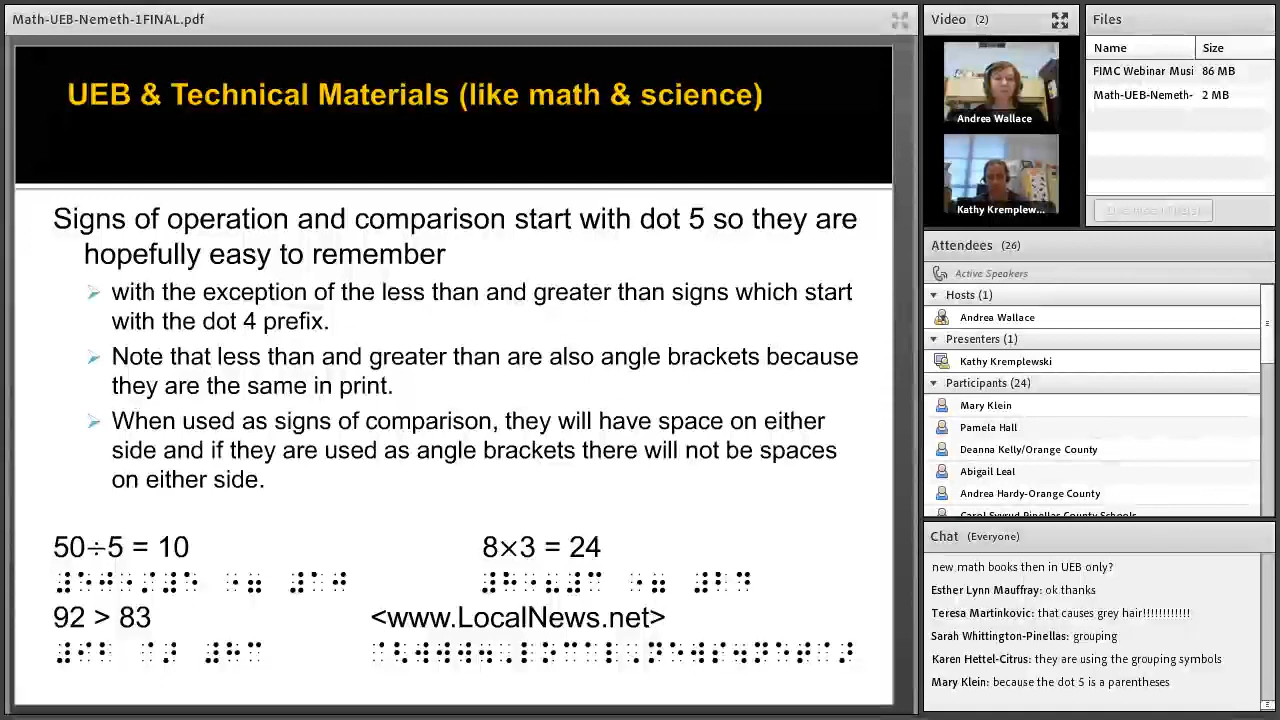 Math-UEB-Nemeth-1FINAL.pdf
UEB & Technical Materials (like math & science)
Signs of operation and comparison start with dot 5 so they are
hopefully easy to remember
with the exception of the less than and greater than signs which start
with the dot 4 prefix.
Note that less than and greater than are also angle brackets because
they are the same in print.
When used as signs of comparison, they will have space on either
side and if they are used as angle brackets there will not be spaces
on either side.
50÷5 = 10
8×3 = 24
92 > 83
<www.LocalNews.net>
Video (2)
Andrea Wallace
Kathy Kremplew...
Files
Name Size
FIMC Webinar Musi 86 MB
Math-UEB-Nemeth- 2 MB
Attendees (26)
Active Speakers
Hosts (1)
Andrea Wallace
Presenters (1)
Kathy Kremplewski
Participants (24)
Mary Klein
Pamela Hall
Deanna Kelly/Orange County
Abigail Leal
Andrea Hardy-Orange County
Chat (Everyone)
new math books then in UEB only?
Esther Lynn Mauffray: ok thanks
Teresa Martinkovic: that causes grey hair!!!!!!!!!!!!
Sarah Whittington-Pinellas: grouping
Karen Hettel-Citrus: they are using the grouping symbols
Mary Klein: because the dot 5 is a parentheses